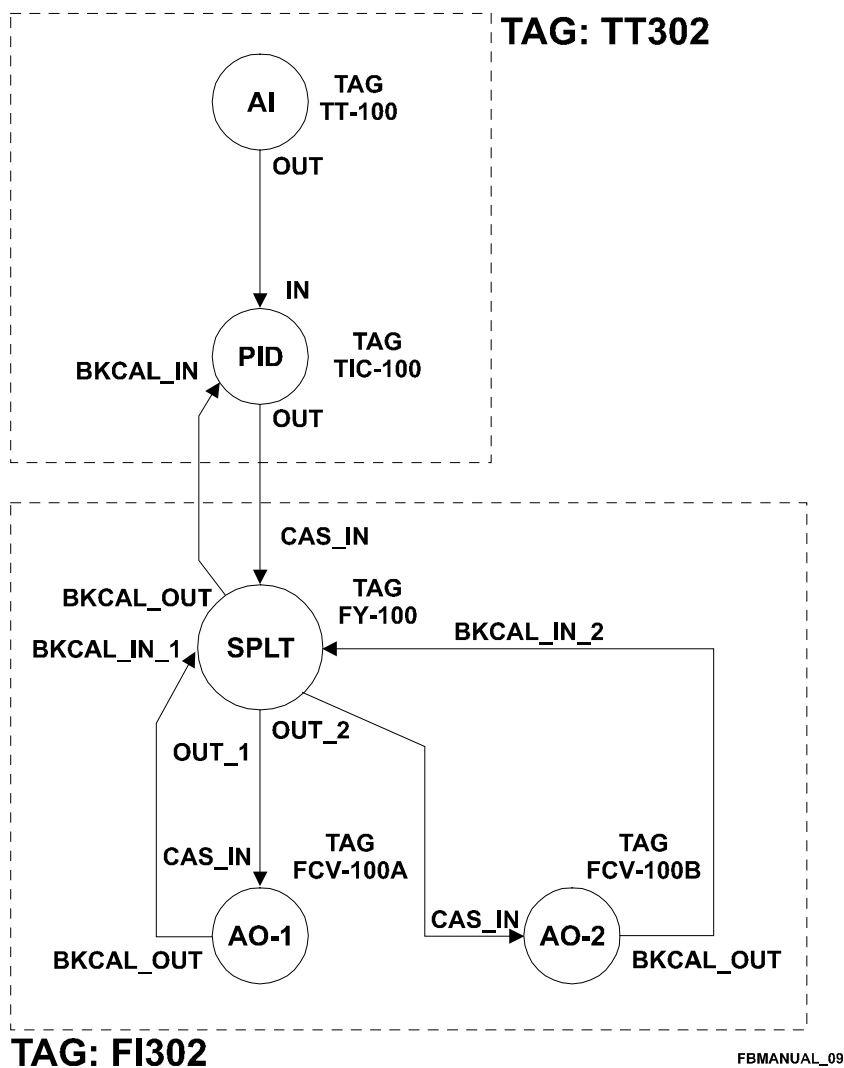 TAG: TT302
AI
TAG
TT-100
OUT
IN
PID
TAG
TIC-100
BKCAL_IN
OUT
CAS_IN
BKCAL_OUT
TAG
FY-100
BKCAL_IN_1
SPLT
BKCAL_IN_2
OUT_1
OUT_2
CAS_IN
TAG
FCV-100A
TAG
FCV-100B
CAS_IN
AO-1
AO-2
BKCAL_OUT
BKCAL_OUT
TAG: FI302
FBMANUAL_09